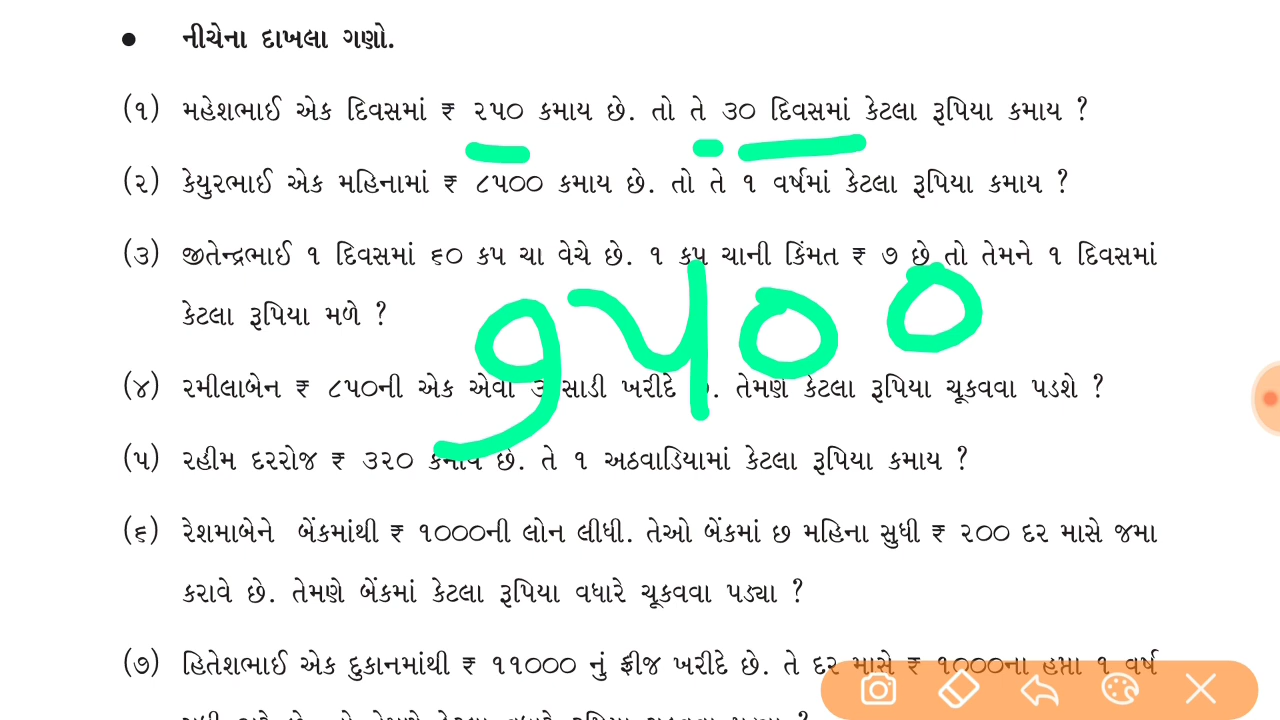 ● નીચેના દાખલા ગણો.
(૧) મહેશભાઈ એક દિવસમાં ₹ ૨૫૦ કમાય છે. તો તે ૩૦ દિવસમાં કેટલા રૂપિયા કમાય ?
(૨) કેયુરભાઈ એક મહિનામાં ₹ ૮૫૦૦ કમાય છે. તો તે ૧ વર્ષમાં કેટલા રૂપિયા કમાય ?
(૩) જીતેન્દ્રભાઈ ૧ દિવસમાં ૬૦ કપ ચા વેચે છે. ૧ કપ ચાની કિંમત ₹ ૭ છે તો તેમને ૧ દિવસમાં
કેટલા રૂપિયા મળે ?
૭૫૦૦
(૪) રમીલાબેન ₹ ૮૫૦ની એક એવી ૩ સાડી ખરીદે છે. તેમણે કેટલા રૂપિયા ચૂકવવા પડશે ?
(૫) રહીમ દરરોજ ₹ ૩૨૦ કમાય છે. તે ૧ અઠવાડિયામાં કેટલા રૂપિયા કમાય ?
(૬) રેશમાબેને બેંકમાંથી ₹ ૧૦૦૦ની લોન લીધી. તેઓ બેંકમાં છ મહિના સુધી ₹ ૨૦૦ દર માસે જમા
કરાવે છે. તેમણે બેંકમાં કેટલા રૂપિયા વધારે ચૂકવવા પડ્યા ?
(૭) હિતેશભાઈ એક દુકાનમાંથી ₹ ૧૧૦૦૦ નું ફ્રીજ ખરીદે છે. તે દર માસે ₹ ૧૦૦૦ના હપ્તા ૧ વર્ષ